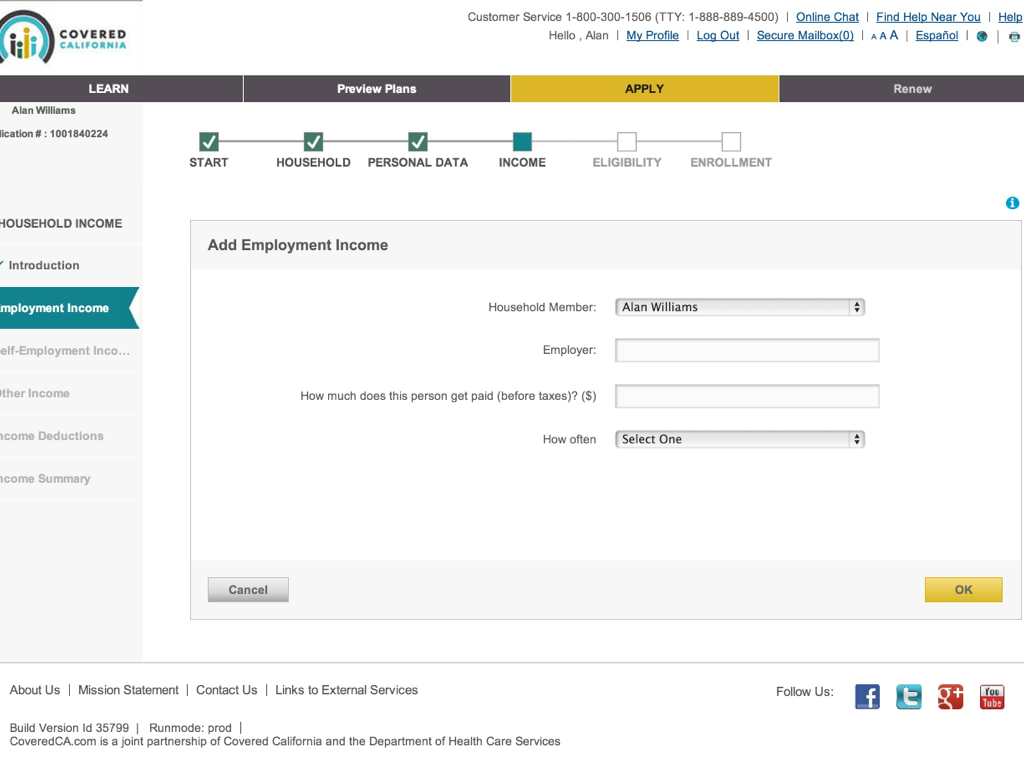 COVERED
CALIFORNIA
Customer Service 1-800-300-1506 (TTY: 1-888-889-4500) | Online Chat | Find Help Near You | Help
Hello , Alan | My Profile | Log Out | Secure Mailbox(0) | A A A | Español |
LEARN Preview Plans APPLY Renew
Alan Williams
lication # : 1001840224
START HOUSEHOLD PERSONAL DATA INCOME ELIGIBILITY ENROLLMENT
HOUSEHOLD INCOME
Introduction
mployment Income
elf-Employment Inco...
ther Income
ncome Deductions
ncome Summary
Add Employment Income
Household Member: Alan Williams
Employer:
How much does this person get paid (before taxes)? ($)
How often Select One
Cancel OK
About Us | Mission Statement | Contact Us | Links to External Services
Follow Us: f t g+ You Tube
Build Version Id 35799 | Runmode: prod |
CoveredCA.com is a joint partnership of Covered California and the Department of Health Care Services